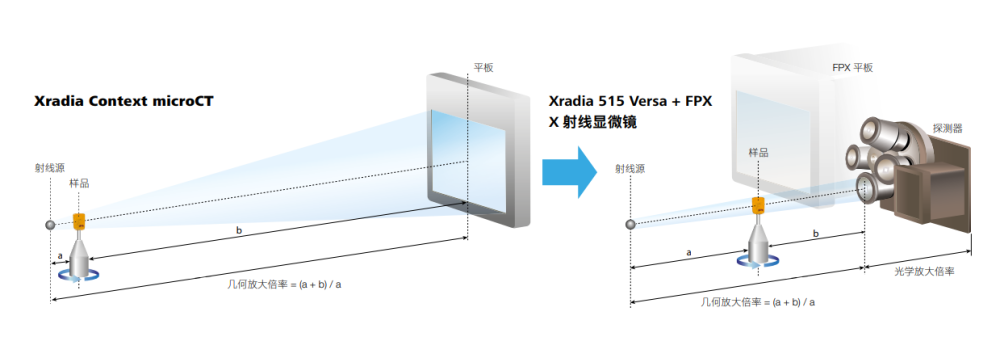 Xradia Context microCT
平板
射线源
样品
a
b
几何放大倍率 = (a + b) / a
Xradia 515 Versa + FPX
X 射线显微镜
FPX 平板
探测器
样品
射线源
a
b
光学放大倍率
几何放大倍率 = (a + b) / a